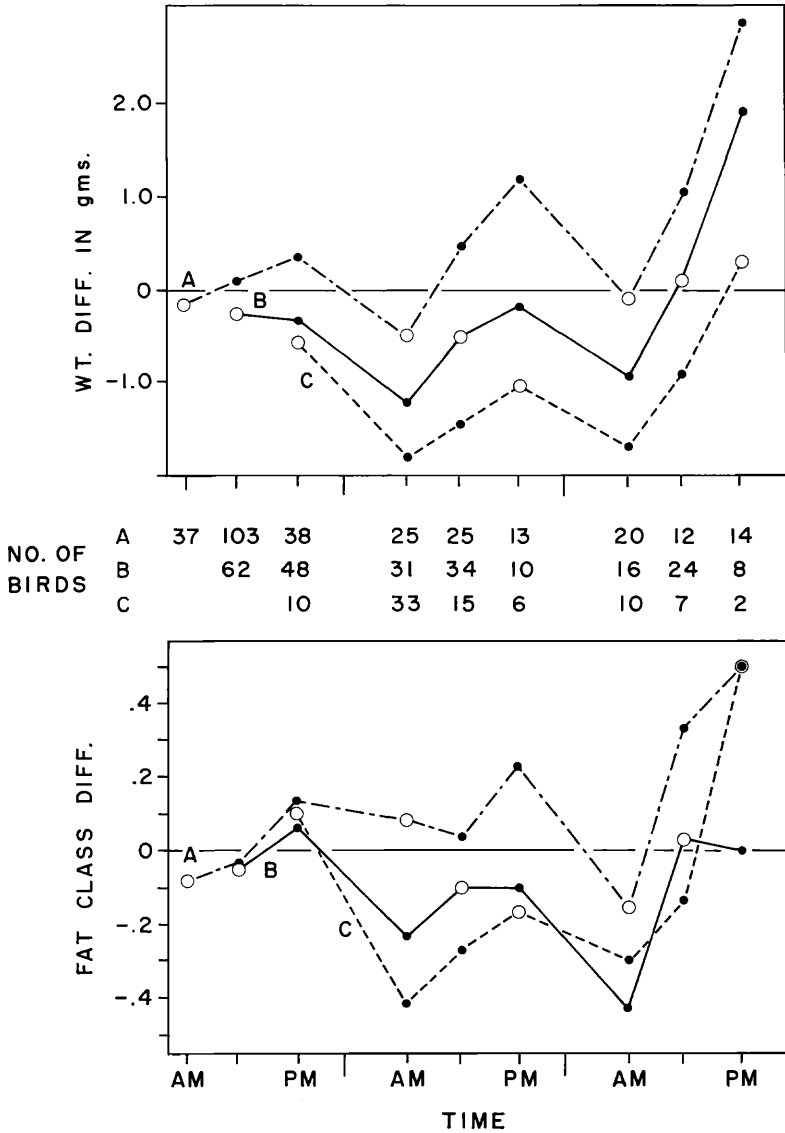 WT. DIFF. IN gms.
2.0
1.0
0
-1.0
A
B
C
NO. OF BIRDS
A 37 103 38 25 25 13 20 12 14
B 62 48 31 34 10 16 24 8
C 10 33 15 6 10 7 2
FAT CLASS DIFF.
.4
.2
0
-.2
-.4
A
B
C
AM PM AM PM AM PM
TIME